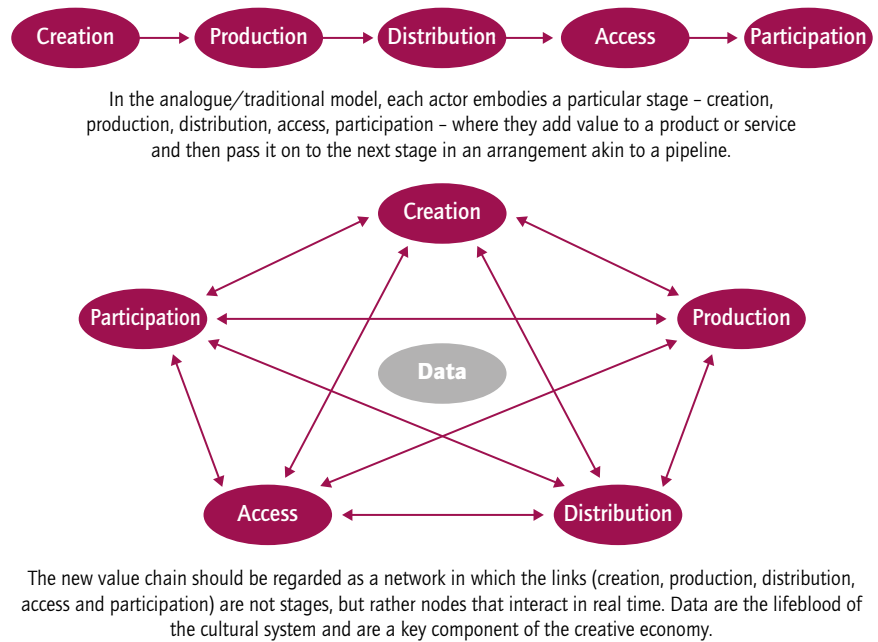 Creation
Production
Distribution
Access
Participation
In the analogue/traditional model, each actor embodies a particular stage – creation,
production, distribution, access, participation – where they add value to a product or service
and then pass it on to the next stage in an arrangement akin to a pipeline.
Creation
Participation
Production
Data
Access
Distribution
The new value chain should be regarded as a network in which the links (creation, production, distribution,
access and participation) are not stages, but rather nodes that interact in real time. Data are the lifeblood of
the cultural system and are a key component of the creative economy.